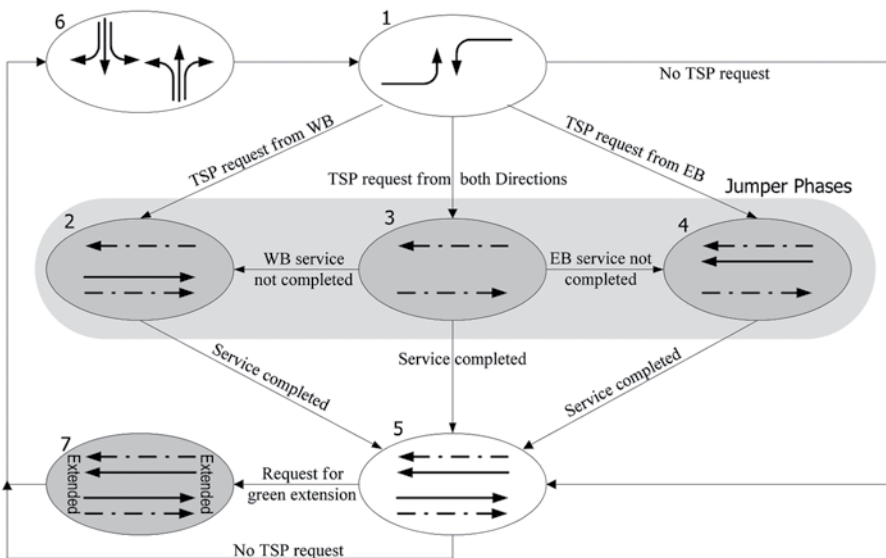 6
1
No TSP request
TSP request from WB
TSP request from both Directions
TSP request from EB
Jumper Phases
2
3
4
WB service
not completed
EB service not
completed
Service completed
Service completed
Service completed
7
5
Extended
Extended
Request for
green extension
No TSP request